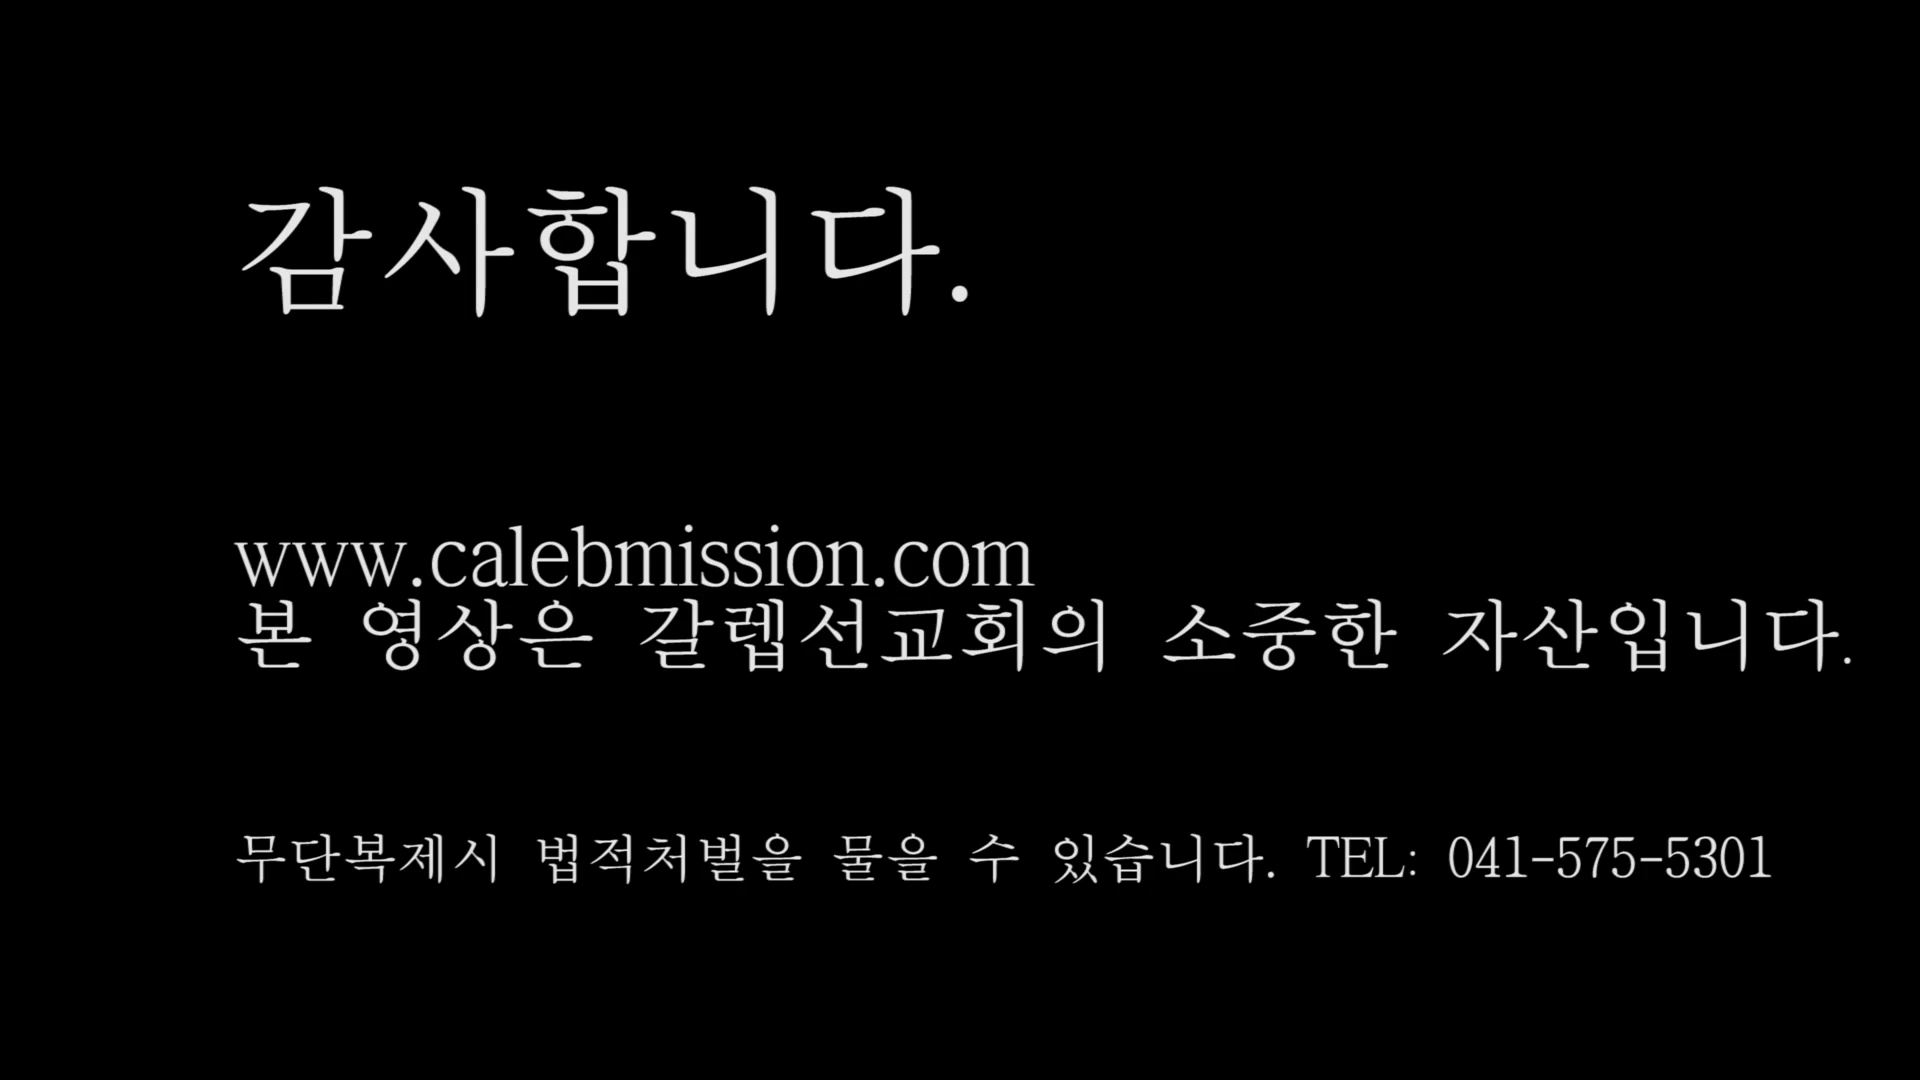 감사합니다.
www.calebmission.com
본 영상은 갈렙선교회의 소중한 자산입니다.
무단복제시 법적처벌을 물을 수 있습니다. TEL: 041-575-5301